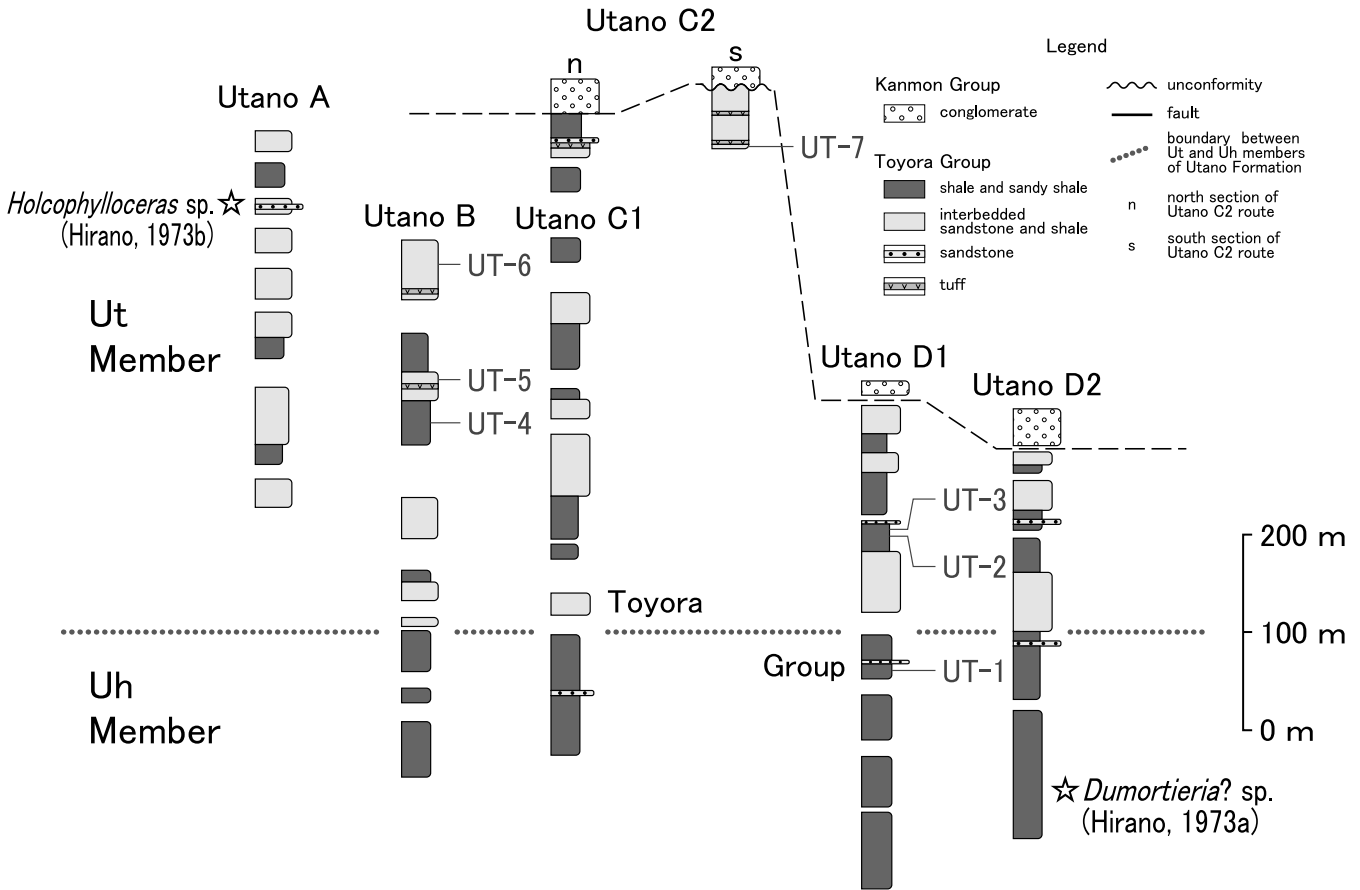 Utano C2
n
s
Utano A
Holcophylloceras sp. ☆
(Hirano, 1973b)
Utano B
Utano C1
UT-7
UT-6
UT-5
UT-4
Ut
Member
Utano D1
Utano D2
UT-3
UT-2
Toyora
Group
UT-1
Uh
Member
200 m
100 m
0 m
☆ Dumortieria? sp.
(Hirano, 1973a)
Legend
Kanmon Group
conglomerate
Toyora Group
shale and sandy shale
interbedded
sandstone and shale
sandstone
tuff
unconformity
fault
boundary between
Ut and Uh members
of Utano Formation
n north section of
Utano C2 route
s south section of
Utano C2 route